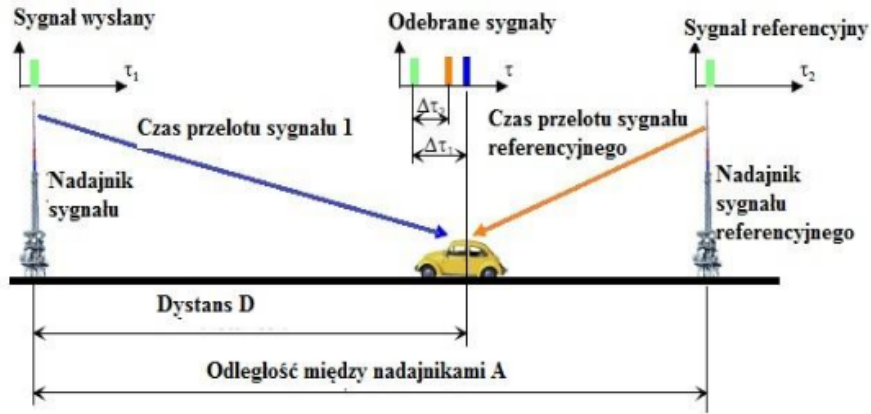 Sygnał wysłany
Odebrane sygnały
Sygnał referencyjny
τ₁
τ
τ₂
Δτ₂
Δτ₁
Czas przelotu sygnału 1
Czas przelotu sygnału
referencyjnego
Nadajnik
sygnału
Nadajnik
sygnału
referencyjnego
Dystans D
Odległość między nadajnikami A